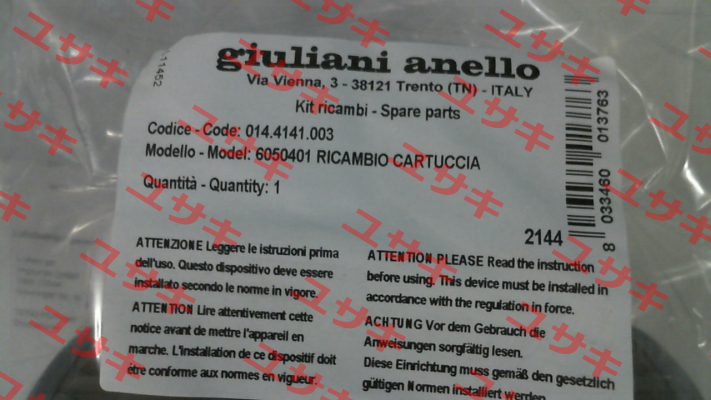 giuliani anello
Via Vienna, 3 - 38121 Trento (TN) - ITALY
Kit ricambi - Spare parts
Codice - Code: 014.4141.003
Modello - Model: 6050401 RICAMBIO CARTUCCIA
Quantità - Quantity: 1
2144
8 033460 013763
-11452
ATTENZIONE Leggere le istruzioni prima
dell'uso. Questo dispositivo deve essere
installato secondo le norme in vigore.
ATTENTION Lire attentivement cette
notice avant de mettre l'appareil en
marche. L'installation de ce dispositif doit
être conforme aux normes en vigueur.
ATTENTION PLEASE Read the instruction
before using. This device must be installed in
accordance with the regulation in force.
ACHTUNG Vor dem Gebrauch die
Anweisungen sorgfältig lesen.
Diese Einrichtung muss gemäß den gesetzlich
gültigen Normen installiert werden
ユサキ